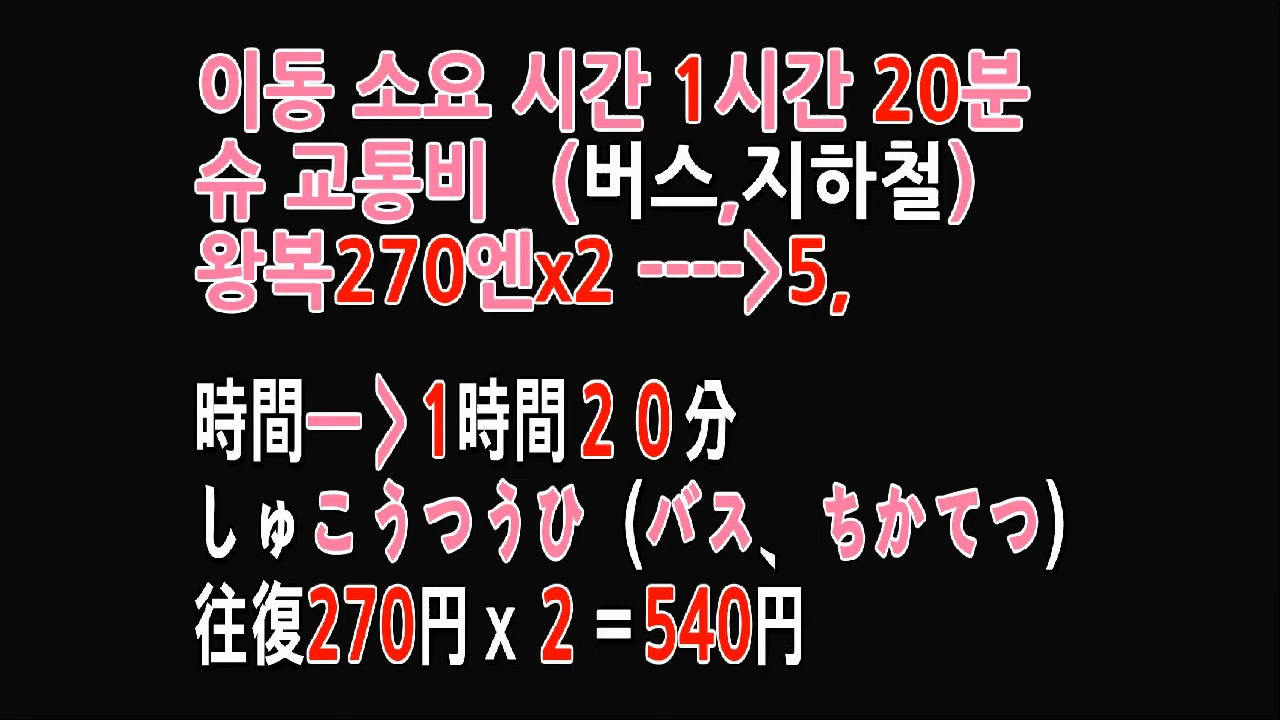 이동 소요 시간 1시간 20분
슈 교통비 (버스,지하철)
왕복270엔x2 ---->5,
時間ー>1時間20分
しゅこうつうひ (バス、ちかてつ)
往復270円x2=540円